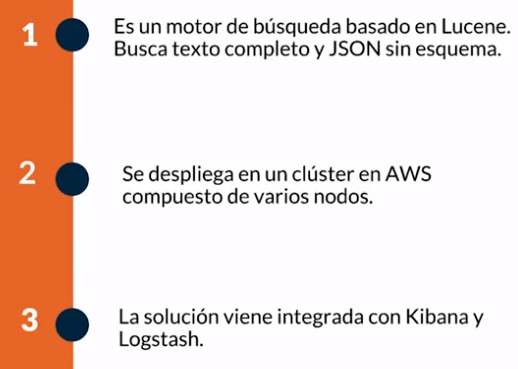 1
Es un motor de búsqueda basado en Lucene.
Busca texto completo y JSON sin esquema.
2
Se despliega en un clúster en AWS
compuesto de varios nodos.
3
La solución viene integrada con Kibana y
Logstash.